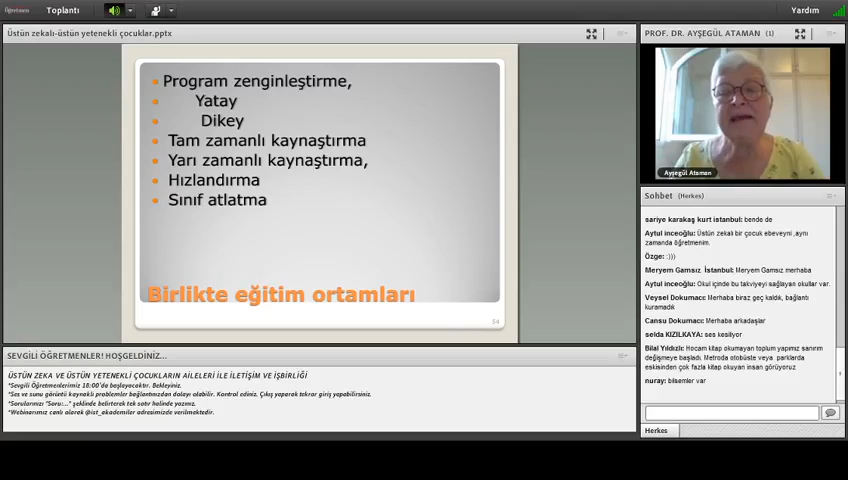 Öğretmen
Toplantı
Yardım
Üstün zekalı-üstün yetenekli çocuklar.pptx
Program zenginleştirme,
Yatay
Dikey
Tam zamanlı kaynaştırma
Yarı zamanlı kaynaştırma,
Hızlandırma
Sınıf atlatma
Birlikte eğitim ortamları
54
PROF. DR. AYŞEGÜL ATAMAN (1)
Ayşegül Ataman
Sohbet (Herkes)
sariye karakaş kurt istanbul: bende de
Aytul inceoğlu: Üstün zekalı bir çocuk ebeveyni ,aynı
zamanda öğretmenim.
Özge: :)))
Meryem Gamsız İstanbul: Meryem Gamsız merhaba
Aytul inceoğlu: Okul içinde bu takviyeyi sağlayan okullar var.
Veysel Dokumacı: Merhaba biraz geç kaldık, bağlantı
kuramadık
Cansu Dokumacı: Merhaba arkadaşlar
selda KIZILKAYA: ses kesiliyor
Bilal Yıldızlı: Hocam kitap okumayan toplum yapımız sanırım
değişmeye başladı. Metroda otobüste veya parklarda
eskisinden çok fazla kitap okuyan insan görüyoruz
nuray: bilsemler var
Herkes
SEVGİLİ ÖĞRETMENLER! HOŞGELDİNİZ...
ÜSTÜN ZEKA VE ÜSTÜN YETENEKLİ ÇOCUKLARIN AİLELERİ İLE İLETİŞİM VE İŞBİRLİĞİ
*Sevgili Öğretmenlerimiz 18:00'da başlayacaktır. Bekleyiniz.
*Ses ve sunu görüntü kaynaklı problemler bağlantınızdan dolayı olabilir. Kontrol ediniz. Çıkış yaparak tekrar giriş yapabilirsiniz.
*Sorularınızı "Soru:..." şeklinde belirterek tek satır halinde yazınız.
*Webinarımız canlı alarak @ist_akademiler adresimizde verilmektedir.